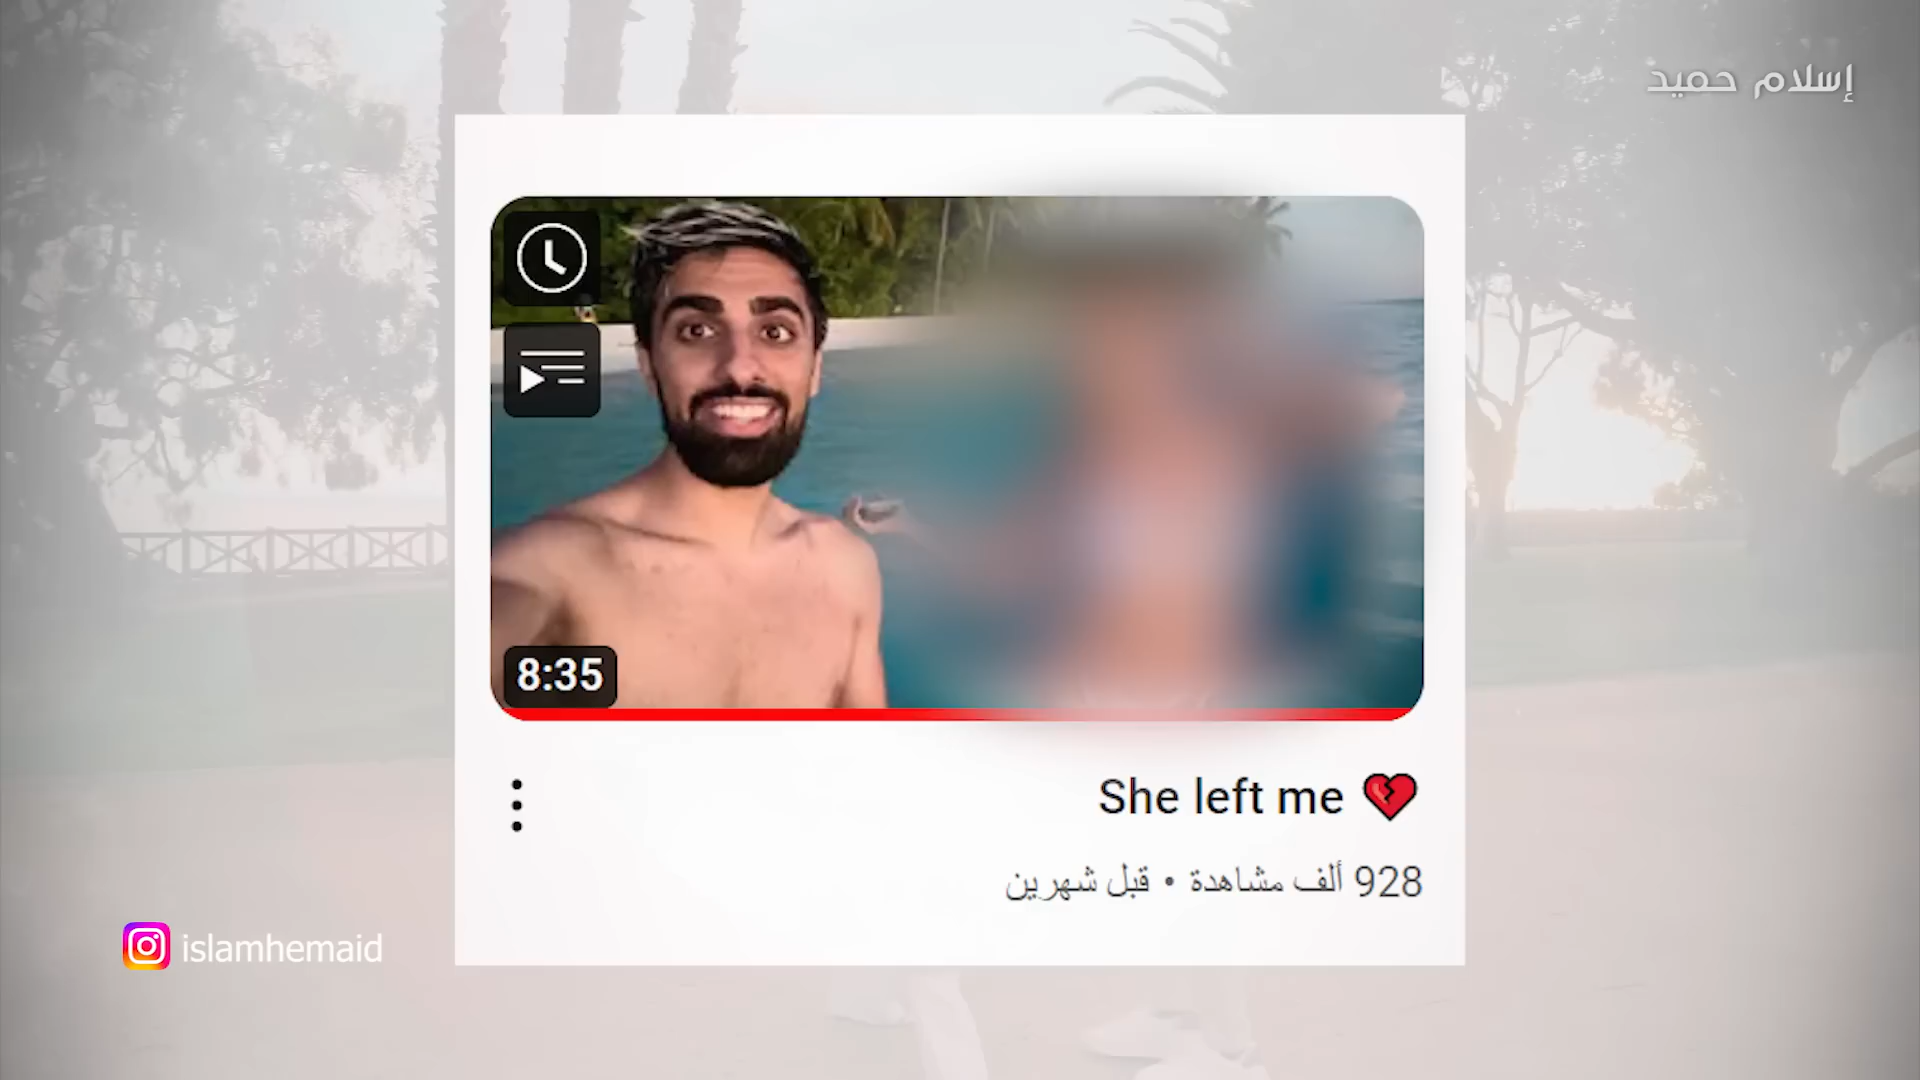 إسلام حميد
8:35
She left me 💔
928 ألف مشاهدة • قبل شهرين
islamhemaid